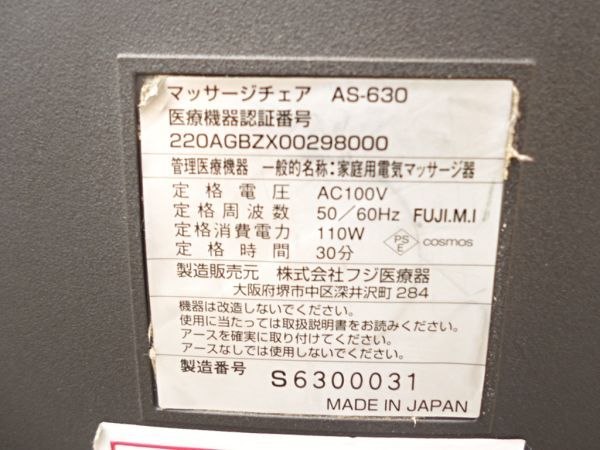 マッサージチェア AS-630
医療機器認証番号
220AGBZX00298000
管理医療機器 一般的名称:家庭用電気マッサージ器
定格電圧 AC100V
定格周波数 50/60Hz FUJI.M.I
定格消費電力 110W PSE cosmos
定格時間 30分
製造販売元 株式会社フジ医療器
大阪府堺市中区深井沢町284
機器は改造しないでください。
使用に当たっては取扱説明書をお読みください。
アースを確実に取り付けてください。
アースなしでは使用しないでください。
製造番号 S6300031
MADE IN JAPAN